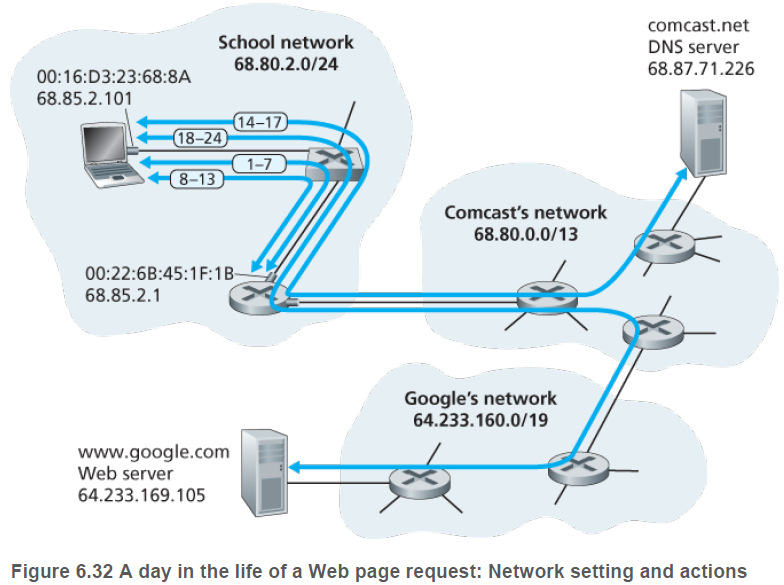 School network
68.80.2.0/24
comcast.net
DNS server
68.87.71.226
00:16:D3:23:68:8A
68.85.2.101
14–17
18–24
1–7
8–13
Comcast's network
68.80.0.0/13
00:22:6B:45:1F:1B
68.85.2.1
Google's network
64.233.160.0/19
www.google.com
Web server
64.233.169.105
Figure 6.32 A day in the life of a Web page request: Network setting and actions